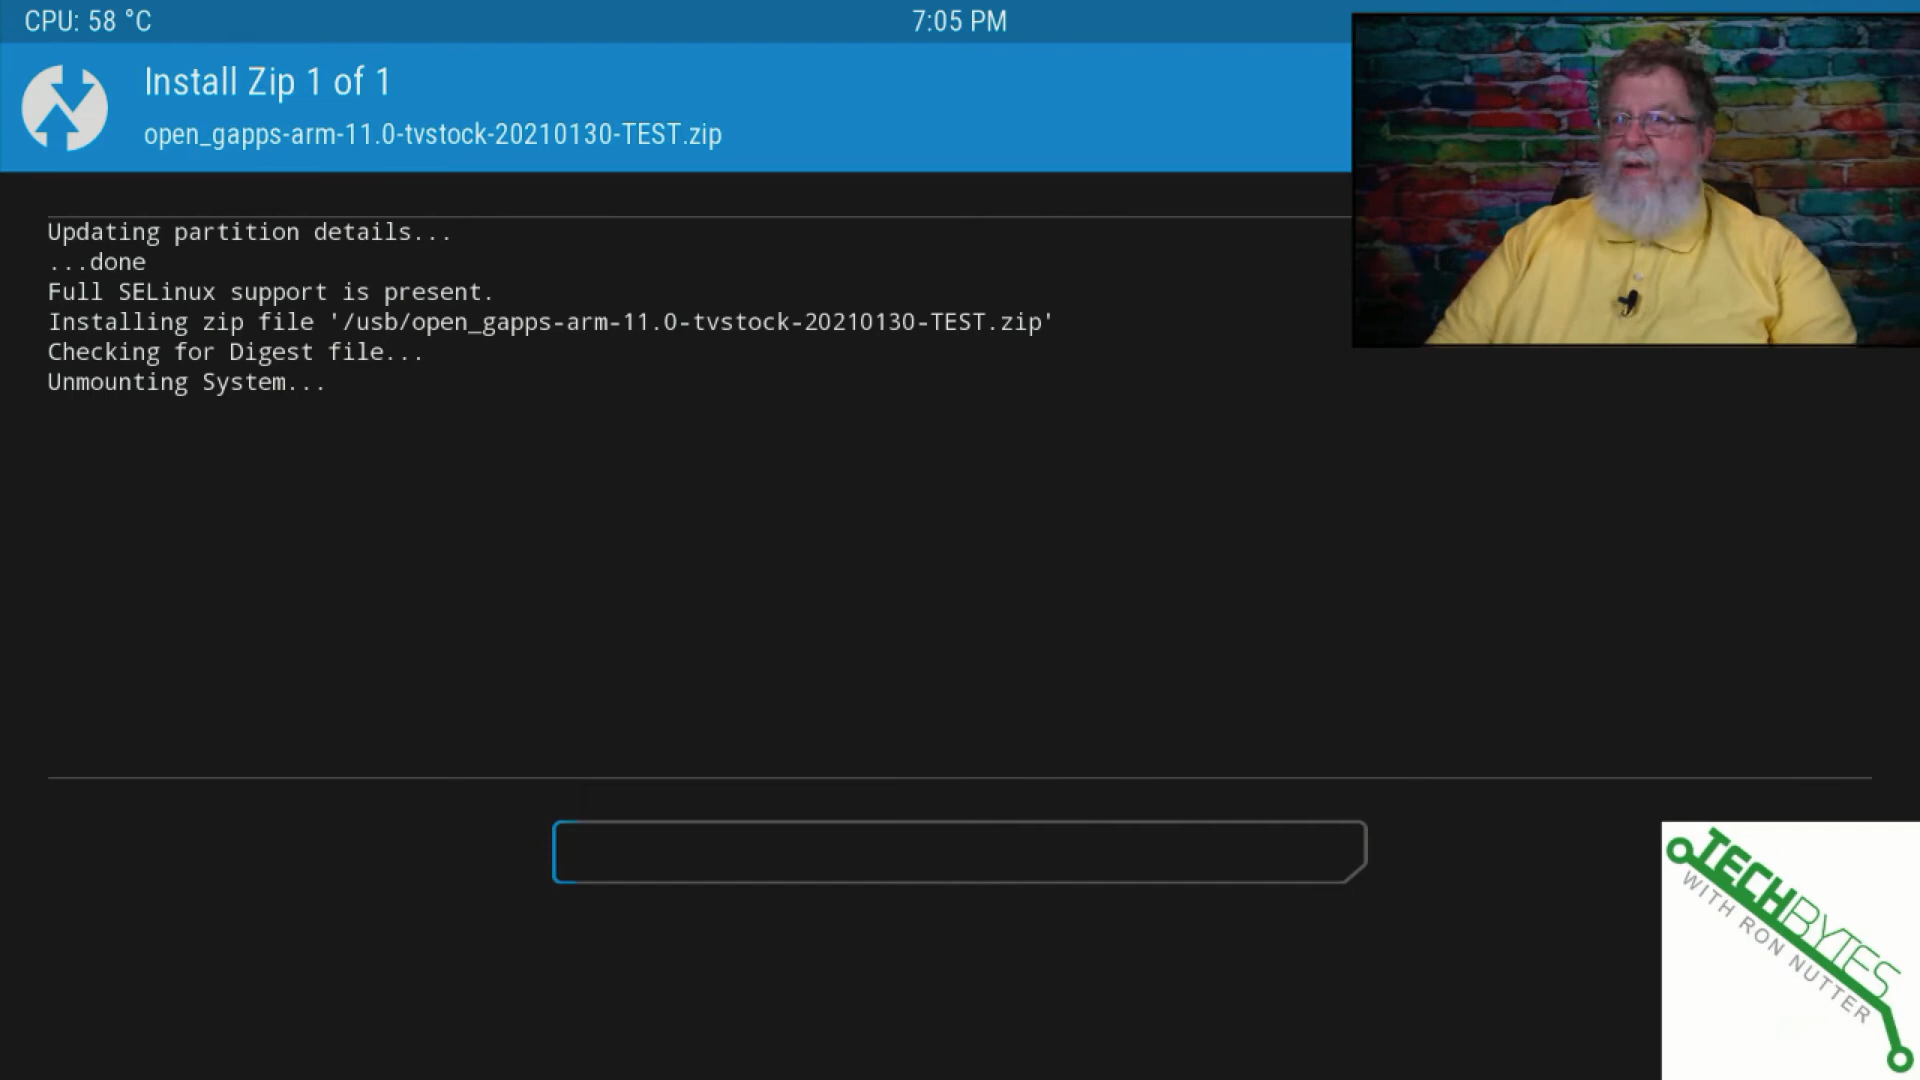 CPU: 58 °C
7:05 PM
Install Zip 1 of 1
open_gapps-arm-11.0-tvstock-20210130-TEST.zip
Updating partition details...
...done
Full SELinux support is present.
Installing zip file '/usb/open_gapps-arm-11.0-tvstock-20210130-TEST.zip'
Checking for Digest file...
Unmounting System...
TECHBYTES
WITH RON NUTTER